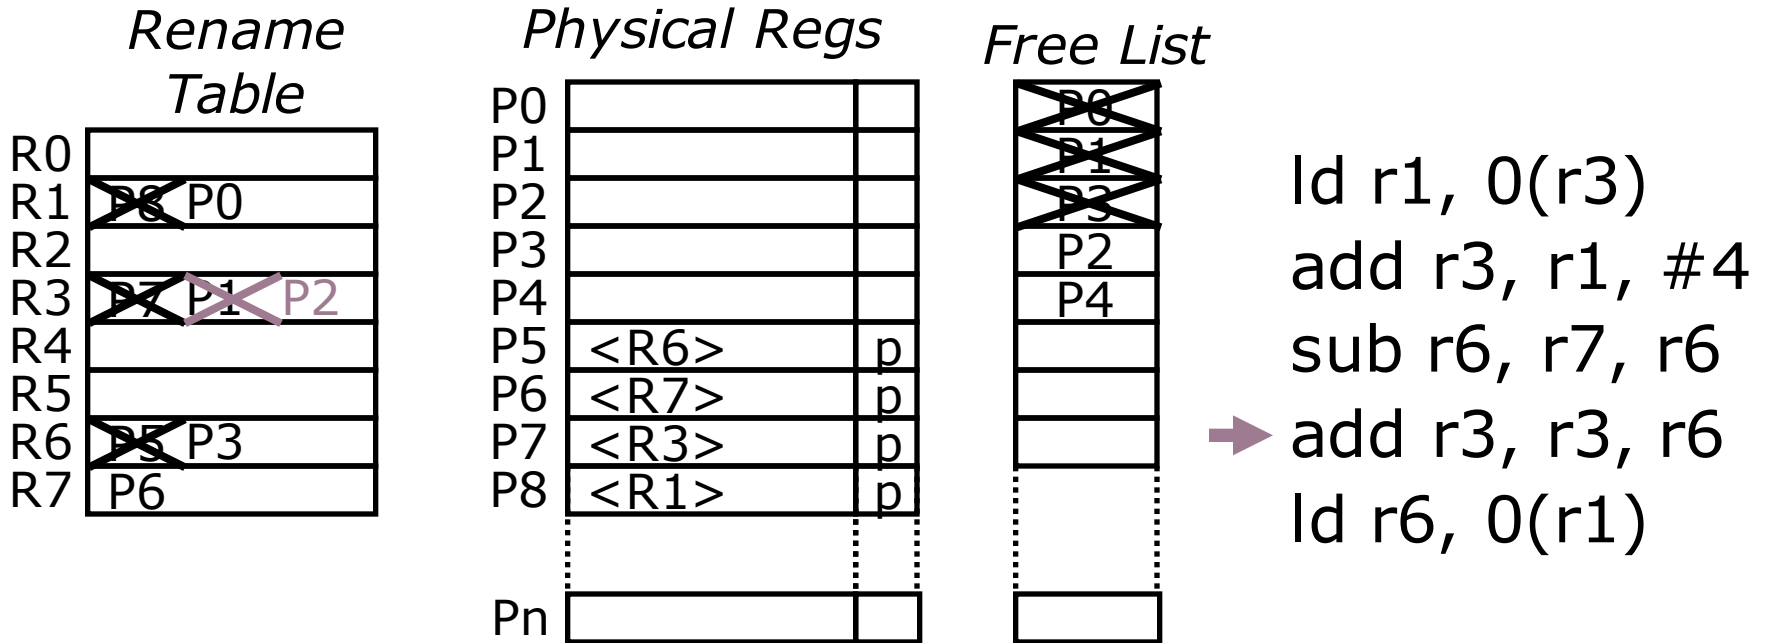 Rename
Table
R0
R1 P8 P0
R2
R3 P7 P1 P2
R4
R5
R6 P5 P3
R7 P6
Physical Regs
P0
P1
P2
P3
P4
P5 <R6> p
P6 <R7> p
P7 <R3> p
P8 <R1> p
Pn
Free List
P0
P1
P3
P2
P4
ld r1, 0(r3)
add r3, r1, #4
sub r6, r7, r6
add r3, r3, r6
ld r6, 0(r1)